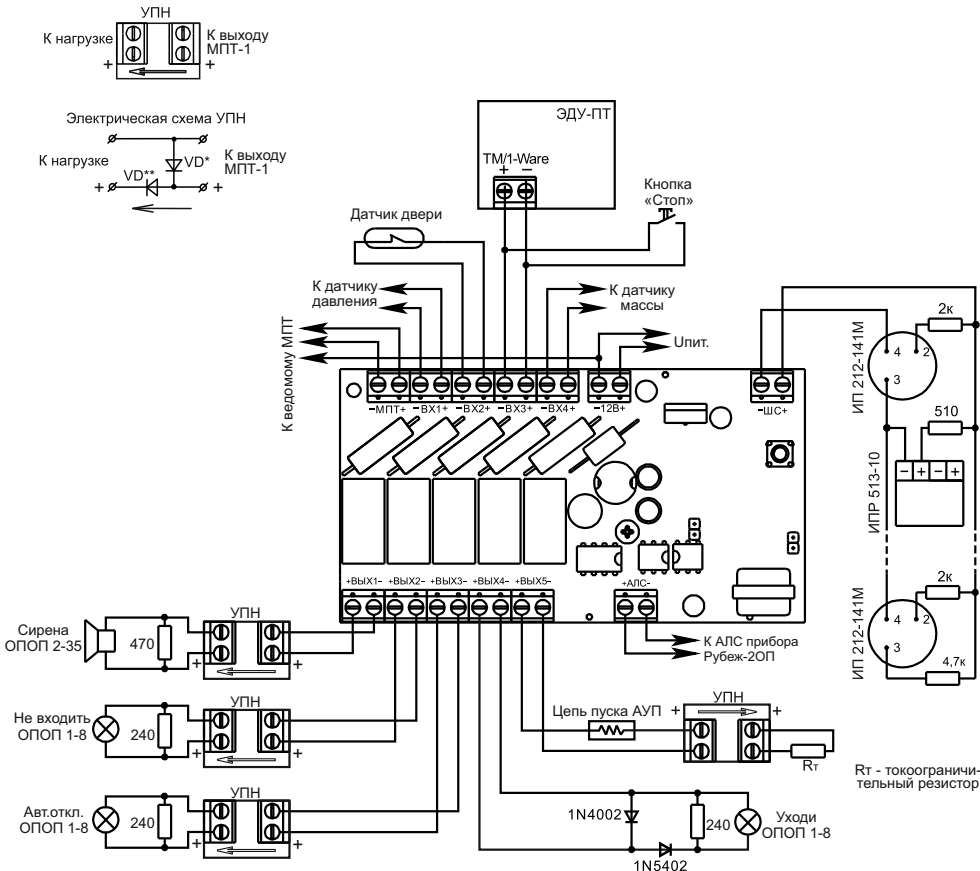 УПН
К нагрузке
К выходу
МПТ-1
+ +
Электрическая схема УПН
К нагрузке
К выходу
МПТ-1
VD*
VD**
+ +
ЭДУ-ПТ
TM/1-Ware
+ −
Кнопка
«Стоп»
Датчик двери
К датчику
давления
К датчику
массы
К ведомому МПТ
Uпит.
−МПТ+ −ВХ1+ −ВХ2+ −ВХ3+ −ВХ4+ −12В+ −ШС+
2к
4 2
3
ИП 212-141М
510
− + − +
ИПР 513-10
2к
4 2
3
ИП 212-141М
4,7к
+ВЫХ1- +ВЫХ2- +ВЫХ3- +ВЫХ4- +ВЫХ5- +АЛС-
К АЛС прибора
Рубеж-2ОП
Сирена
ОПОП 2-35
470
УПН
+ +
Не входить
ОПОП 1-8
240
УПН
+ +
Авт.откл.
ОПОП 1-8
240
УПН
+ +
Цепь пуска АУП
УПН
+ +
Rт
Rт - токоограничи-
тельный резистор
1N4002
1N5402
240
Уходи
ОПОП 1-8